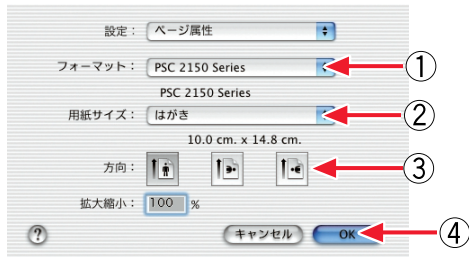 設定： ページ属性
フォーマット： PSC 2150 Series ①
PSC 2150 Series
用紙サイズ： はがき ②
10.0 cm. x 14.8 cm.
方向： ③
拡大縮小： 100 %
? キャンセル OK ④